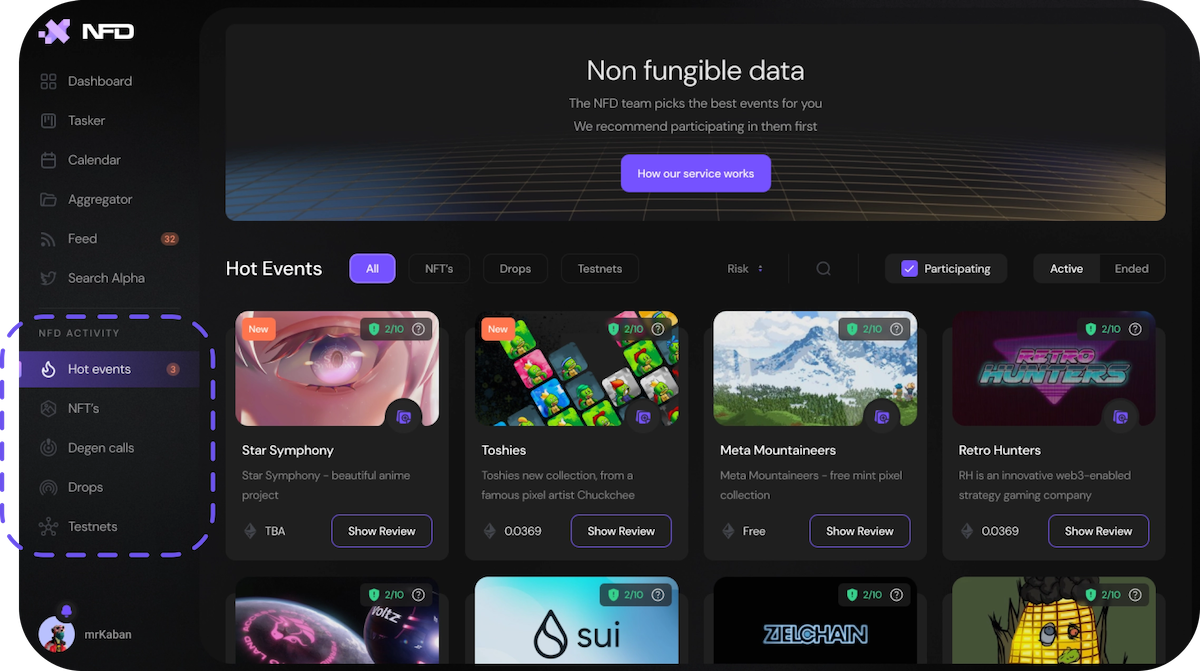 NFD
Dashboard
Tasker
Calendar
Aggregator
Feed
32
Search Alpha
NFD ACTIVITY
Hot events
3
NFT's
Degen calls
Drops
Testnets
mrKaban
Non fungible data
The NFD team picks the best events for you
We recommend participating in them first
How our service works
Hot Events
All
NFT's
Drops
Testnets
Risk
Participating
Active
Ended
New
2/10
?
Star Symphony
Star Symphony - beautiful anime
project
TBA
Show Review
New
2/10
?
Toshies
Toshies new collection, from a
famous pixel artist Chuckchee
0.0369
Show Review
2/10
?
Meta Mountaineers
Meta Mountaineers - free mint pixel
collection
Free
Show Review
2/10
?
RETRO
HUNTERS
Retro Hunters
RH is an innovative web3-enabled
strategy gaming company
0.0369
Show Review
2/10
?
Voltz
2/10
?
sui
2/10
?
ZIELCHAIN
2/10
?